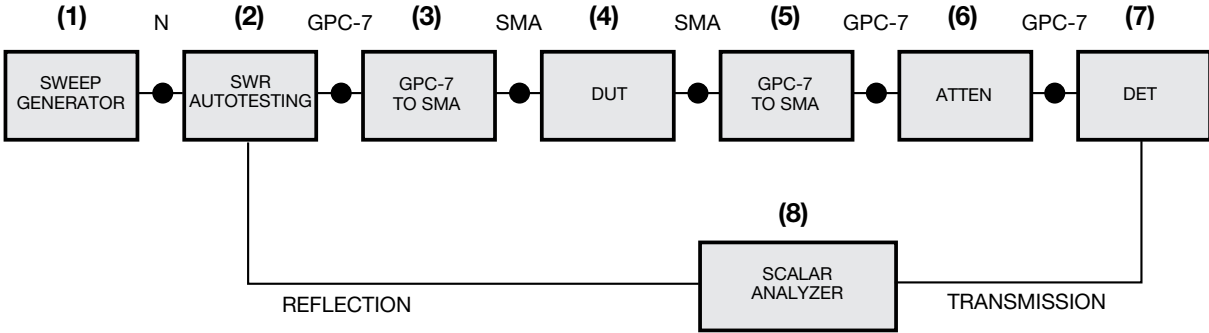 (1) N (2) GPC-7 (3) SMA (4) SMA (5) GPC-7 (6) GPC-7 (7)
SWEEP
GENERATOR
SWR
AUTOTESTING
GPC-7
TO SMA
DUT
GPC-7
TO SMA
ATTEN
DET
(8)
SCALAR
ANALYZER
REFLECTION
TRANSMISSION